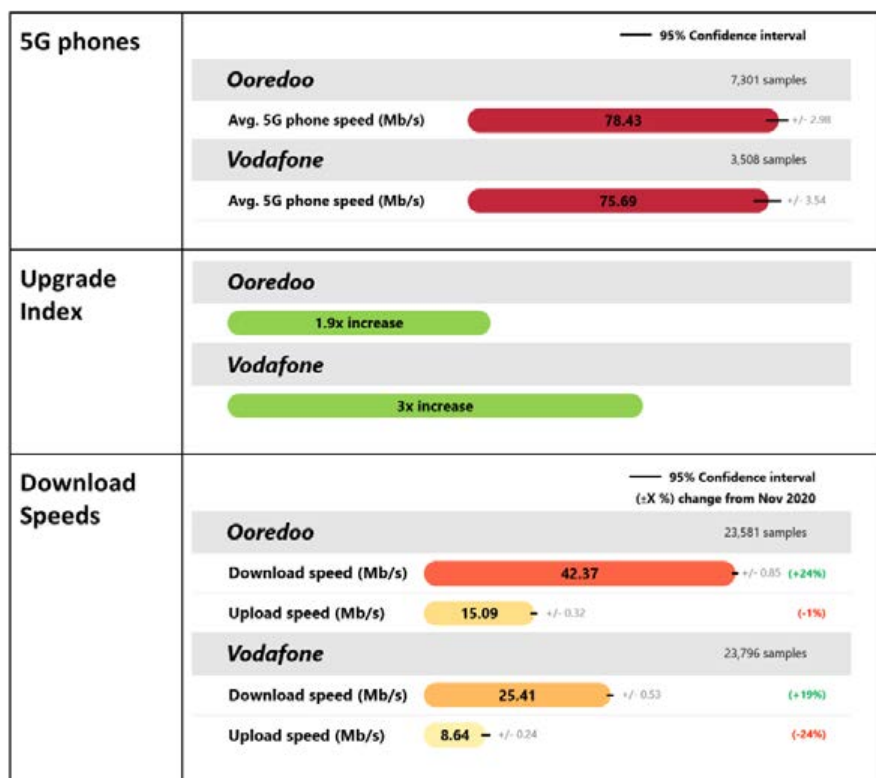 5G phones
95% Confidence interval
Ooredoo
7,301 samples
Avg. 5G phone speed (Mb/s)
78.43
+/- 2.98
Vodafone
3,508 samples
Avg. 5G phone speed (Mb/s)
75.69
+/- 3.54
Upgrade
Index
Ooredoo
1.9x increase
Vodafone
3x increase
Download
Speeds
95% Confidence interval
(±X %) change from Nov 2020
Ooredoo
23,581 samples
Download speed (Mb/s)
42.37
+/- 0.85
(+24%)
Upload speed (Mb/s)
15.09
+/- 0.32
(-1%)
Vodafone
23,796 samples
Download speed (Mb/s)
25.41
+/- 0.53
(+19%)
Upload speed (Mb/s)
8.64
+/- 0.24
(-24%)